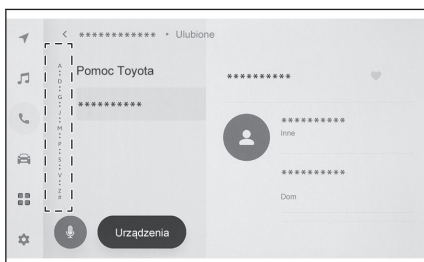 < ************ • Ulubione
A
•
D
•
G
•
J
•
M
•
P
•
S
•
V
•
Z
#
Pomoc Toyota
**********
**********
**********
Inne
**********
Dom
Urządzenia